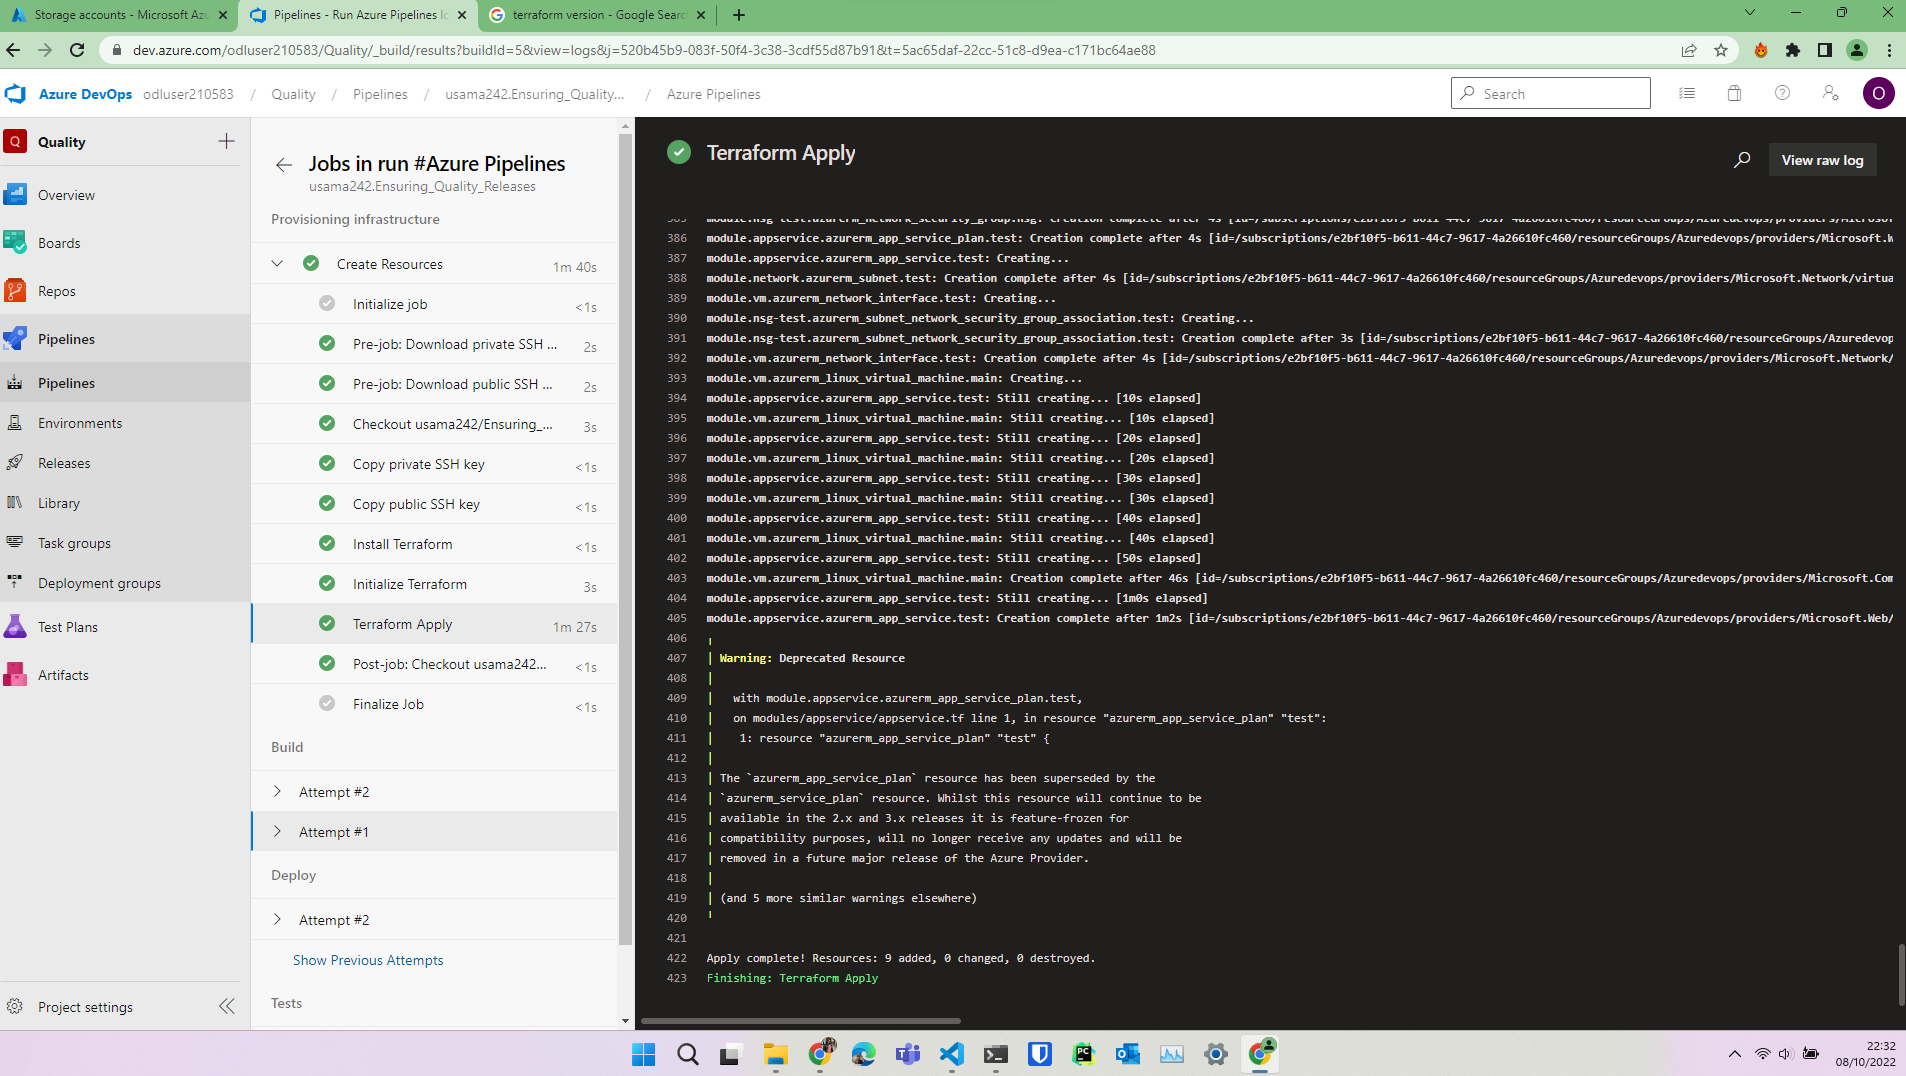 Storage accounts - Microsoft Azu
Pipelines - Run Azure Pipelines lo
terraform version - Google Search
dev.azure.com/odluser210583/Quality/_build/results?buildId=5&view=logs&j=520b45b9-083f-50f4-3c38-3cdf55d87b91&t=5ac65daf-22cc-51c8-d9ea-c171bc64ae88
Azure DevOps odluser210583 / Quality / Pipelines / usama242.Ensuring_Quality... / Azure Pipelines
Search
O
Q Quality
Overview
Boards
Repos
Pipelines
Pipelines
Environments
Releases
Library
Task groups
Deployment groups
Test Plans
Artifacts
Project settings
Jobs in run #Azure Pipelines
usama242.Ensuring_Quality_Releases
Provisioning infrastructure
Create Resources 1m 40s
Initialize job <1s
Pre-job: Download private SSH ... 2s
Pre-job: Download public SSH ... 2s
Checkout usama242/Ensuring_... 3s
Copy private SSH key <1s
Copy public SSH key <1s
Install Terraform <1s
Initialize Terraform 3s
Terraform Apply 1m 27s
Post-job: Checkout usama242... <1s
Finalize Job <1s
Build
Attempt #2
Attempt #1
Deploy
Attempt #2
Show Previous Attempts
Tests
Terraform Apply
View raw log
386 module.appservice.azurerm_app_service_plan.test: Creation complete after 4s [id=/subscriptions/e2bf10f5-b611-44c7-9617-4a26610fc460/resourceGroups/Azuredevops/providers/Microsoft.W
387 module.appservice.azurerm_app_service.test: Creating...
388 module.network.azurerm_subnet.test: Creation complete after 4s [id=/subscriptions/e2bf10f5-b611-44c7-9617-4a26610fc460/resourceGroups/Azuredevops/providers/Microsoft.Network/virtua
389 module.vm.azurerm_network_interface.test: Creating...
390 module.nsg-test.azurerm_subnet_network_security_group_association.test: Creating...
391 module.nsg-test.azurerm_subnet_network_security_group_association.test: Creation complete after 3s [id=/subscriptions/e2bf10f5-b611-44c7-9617-4a26610fc460/resourceGroups/Azuredevop
392 module.vm.azurerm_network_interface.test: Creation complete after 4s [id=/subscriptions/e2bf10f5-b611-44c7-9617-4a26610fc460/resourceGroups/Azuredevops/providers/Microsoft.Network/
393 module.vm.azurerm_linux_virtual_machine.main: Creating...
394 module.appservice.azurerm_app_service.test: Still creating... [10s elapsed]
395 module.vm.azurerm_linux_virtual_machine.main: Still creating... [10s elapsed]
396 module.appservice.azurerm_app_service.test: Still creating... [20s elapsed]
397 module.vm.azurerm_linux_virtual_machine.main: Still creating... [20s elapsed]
398 module.appservice.azurerm_app_service.test: Still creating... [30s elapsed]
399 module.vm.azurerm_linux_virtual_machine.main: Still creating... [30s elapsed]
400 module.appservice.azurerm_app_service.test: Still creating... [40s elapsed]
401 module.vm.azurerm_linux_virtual_machine.main: Still creating... [40s elapsed]
402 module.appservice.azurerm_app_service.test: Still creating... [50s elapsed]
403 module.vm.azurerm_linux_virtual_machine.main: Creation complete after 46s [id=/subscriptions/e2bf10f5-b611-44c7-9617-4a26610fc460/resourceGroups/Azuredevops/providers/Microsoft.Com
404 module.appservice.azurerm_app_service.test: Still creating... [1m0s elapsed]
405 module.appservice.azurerm_app_service.test: Creation complete after 1m2s [id=/subscriptions/e2bf10f5-b611-44c7-9617-4a26610fc460/resourceGroups/Azuredevops/providers/Microsoft.Web/
406
407 | Warning: Deprecated Resource
408 |
409 | with module.appservice.azurerm_app_service_plan.test,
410 | on modules/appservice/appservice.tf line 1, in resource "azurerm_app_service_plan" "test":
411 | 1: resource "azurerm_app_service_plan" "test" {
412 |
413 | The `azurerm_app_service_plan` resource has been superseded by the
414 | `azurerm_service_plan` resource. Whilst this resource will continue to be
415 | available in the 2.x and 3.x releases it is feature-frozen for
416 | compatibility purposes, will no longer receive any updates and will be
417 | removed in a future major release of the Azure Provider.
418 |
419 | (and 5 more similar warnings elsewhere)
420
421
422 Apply complete! Resources: 9 added, 0 changed, 0 destroyed.
423 Finishing: Terraform Apply
22:32
08/10/2022